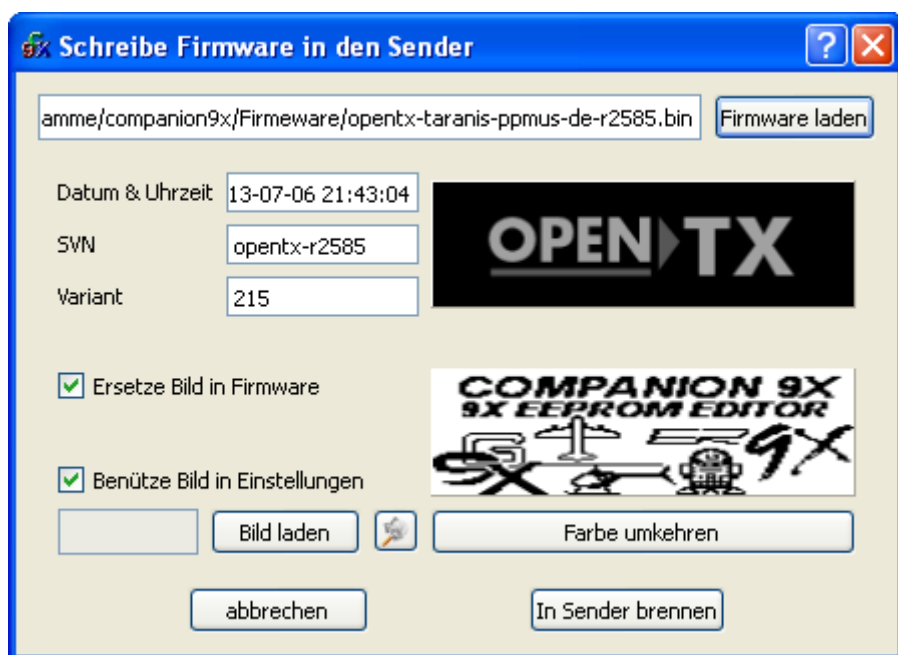 Schreibe Firmware in den Sender
amme/companion9x/Firmeware/opentx-taranis-ppmus-de-r2585.bin
Firmware laden
Datum & Uhrzeit
13-07-06 21:43:04
OPEN TX
SVN
opentx-r2585
Variant
215
Ersetze Bild in Firmware
COMPANION 9X
9X EEPROM EDITOR
9X
9X
Benütze Bild in Einstellungen
Bild laden
Farbe umkehren
abbrechen
In Sender brennen